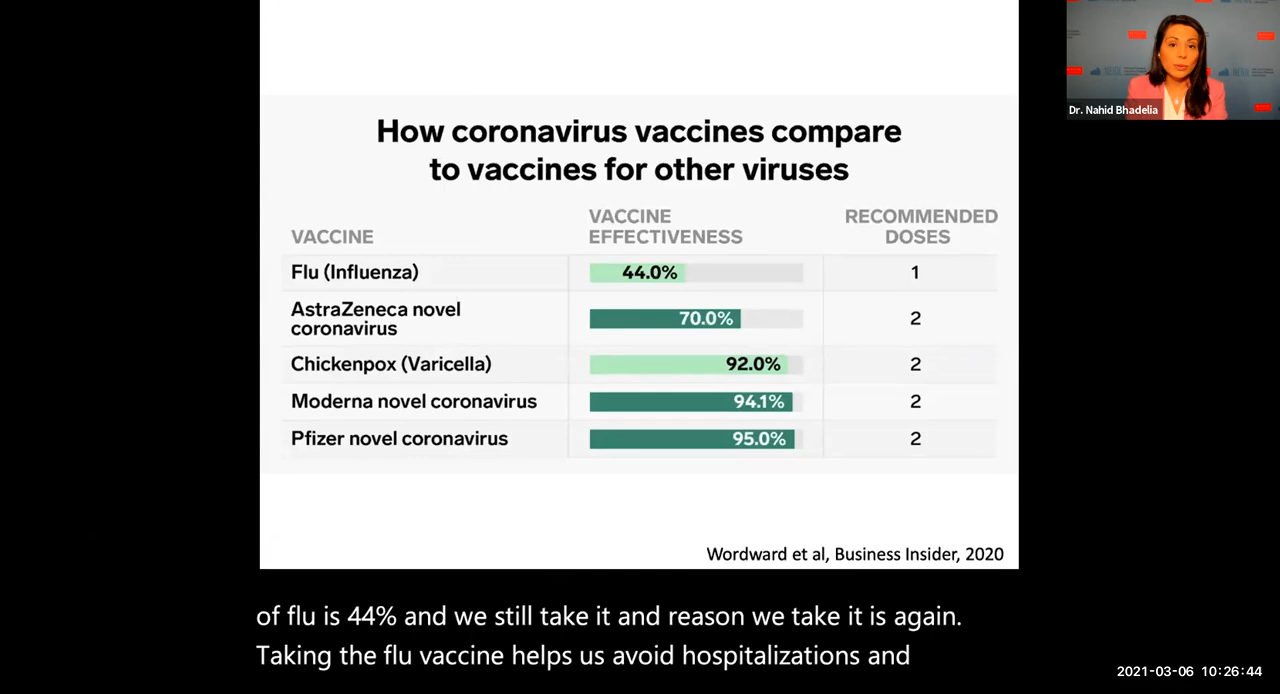 How coronavirus vaccines compare
to vaccines for other viruses
VACCINE
VACCINE
EFFECTIVENESS
RECOMMENDED
DOSES
Flu (Influenza)
44.0%
1
AstraZeneca novel
coronavirus
70.0%
2
Chickenpox (Varicella)
92.0%
2
Moderna novel coronavirus
94.1%
2
Pfizer novel coronavirus
95.0%
2
Wordward et al, Business Insider, 2020
Dr. Nahid Bhadelia
of flu is 44% and we still take it and reason we take it is again.
Taking the flu vaccine helps us avoid hospitalizations and
2021-03-06 10:26:44